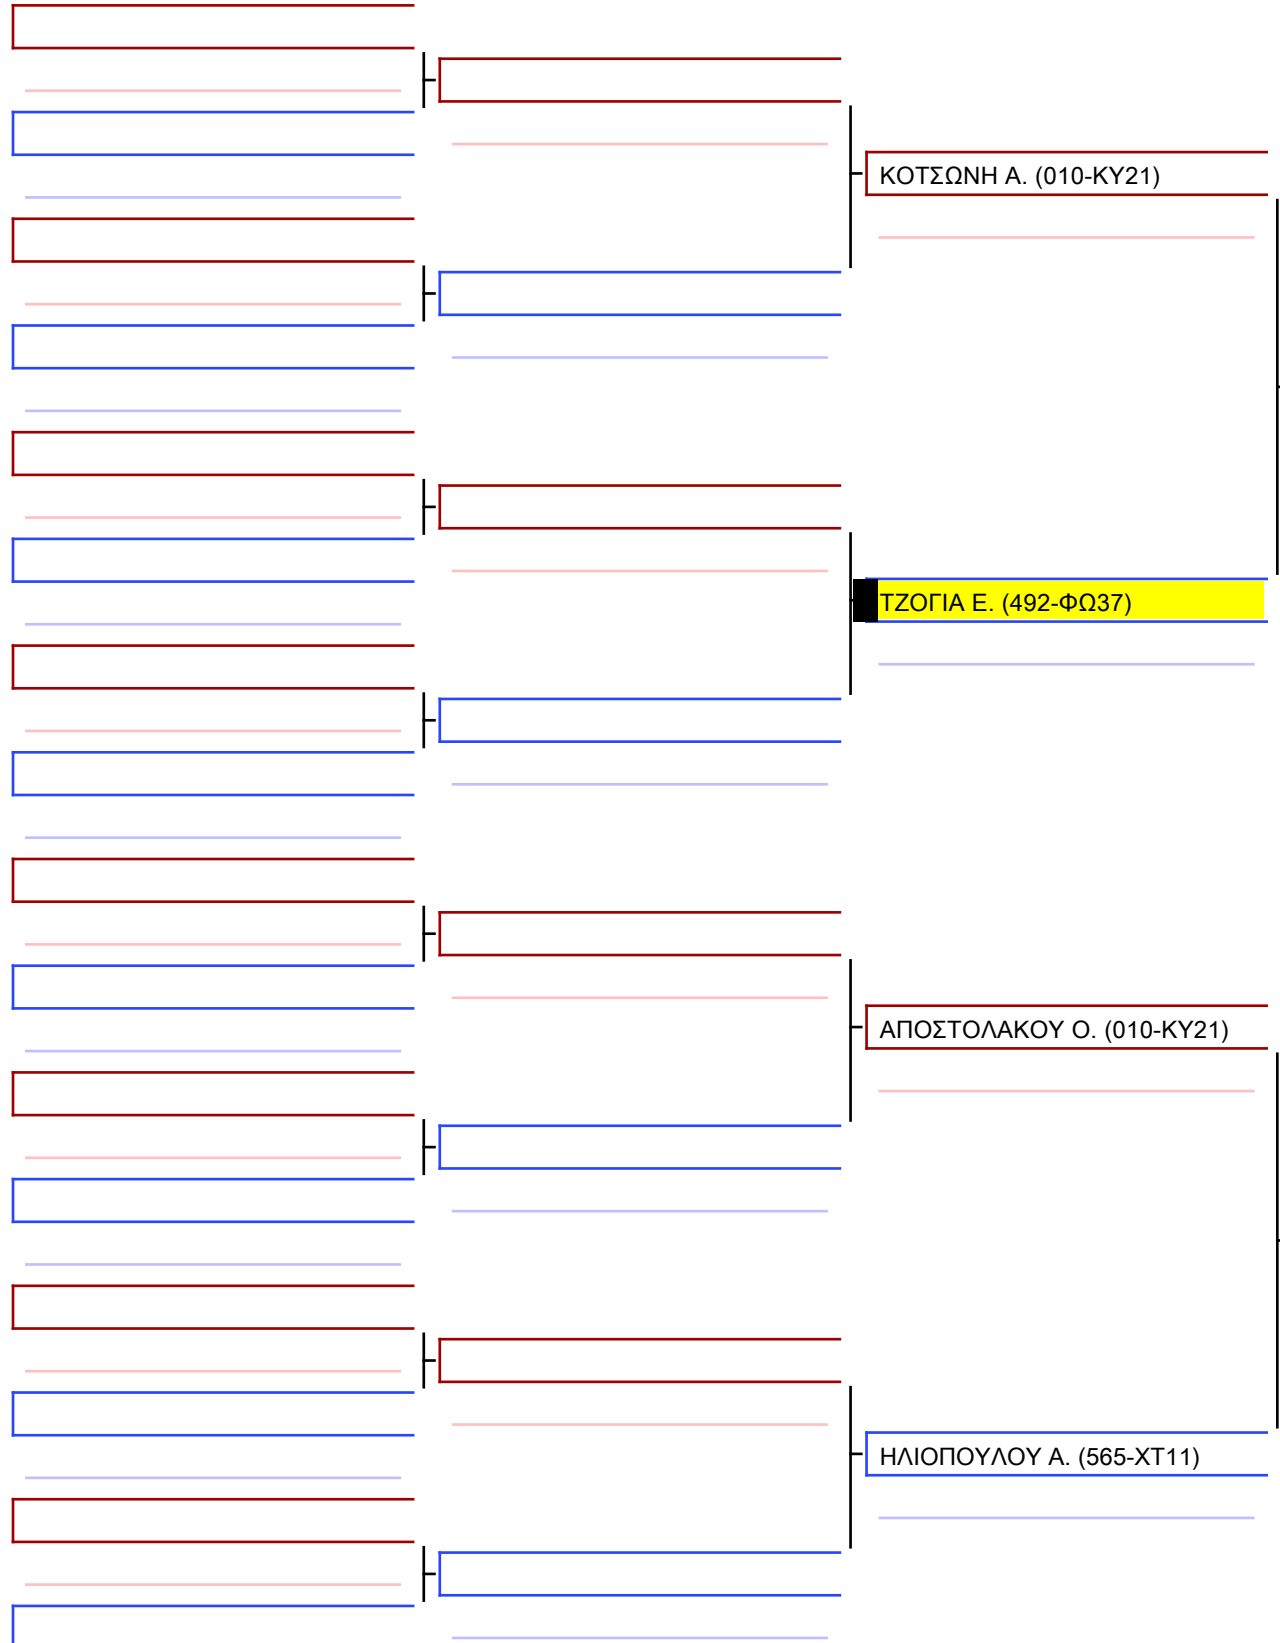 ΚΟΤΣΩΝΗ Α. (010-ΚΥ21)
ΤΖΟΓΙΑ Ε. (492-ΦΩ37)
ΑΠΟΣΤΟΛΑΚΟΥ Ο. (010-ΚΥ21)
ΗΛΙΟΠΟΥΛΟΥ Α. (565-ΧΤ11)